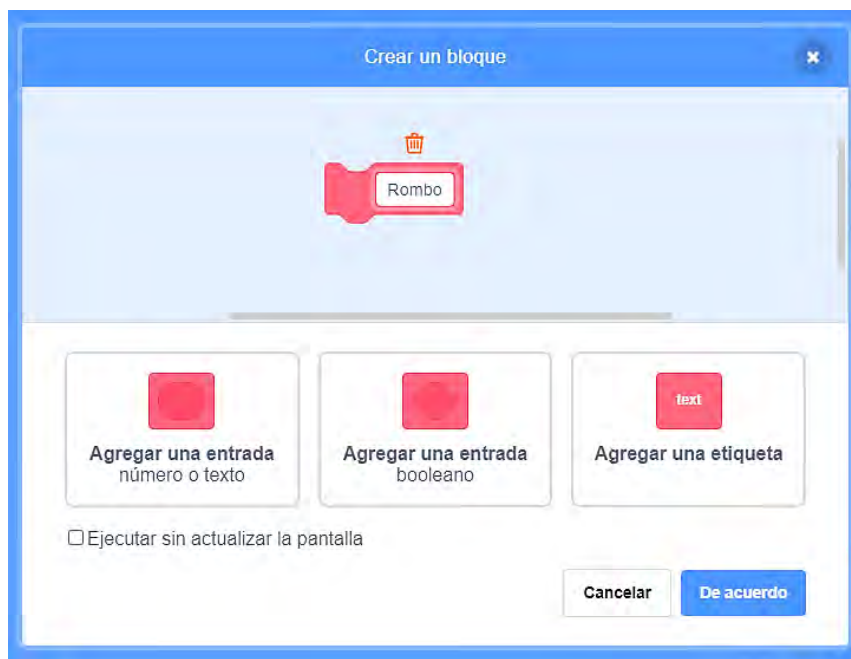 Crear un bloque
Rombo
text
Agregar una entrada
número o texto
Agregar una entrada
booleano
Agregar una etiqueta
Ejecutar sin actualizar la pantalla
Cancelar
De acuerdo